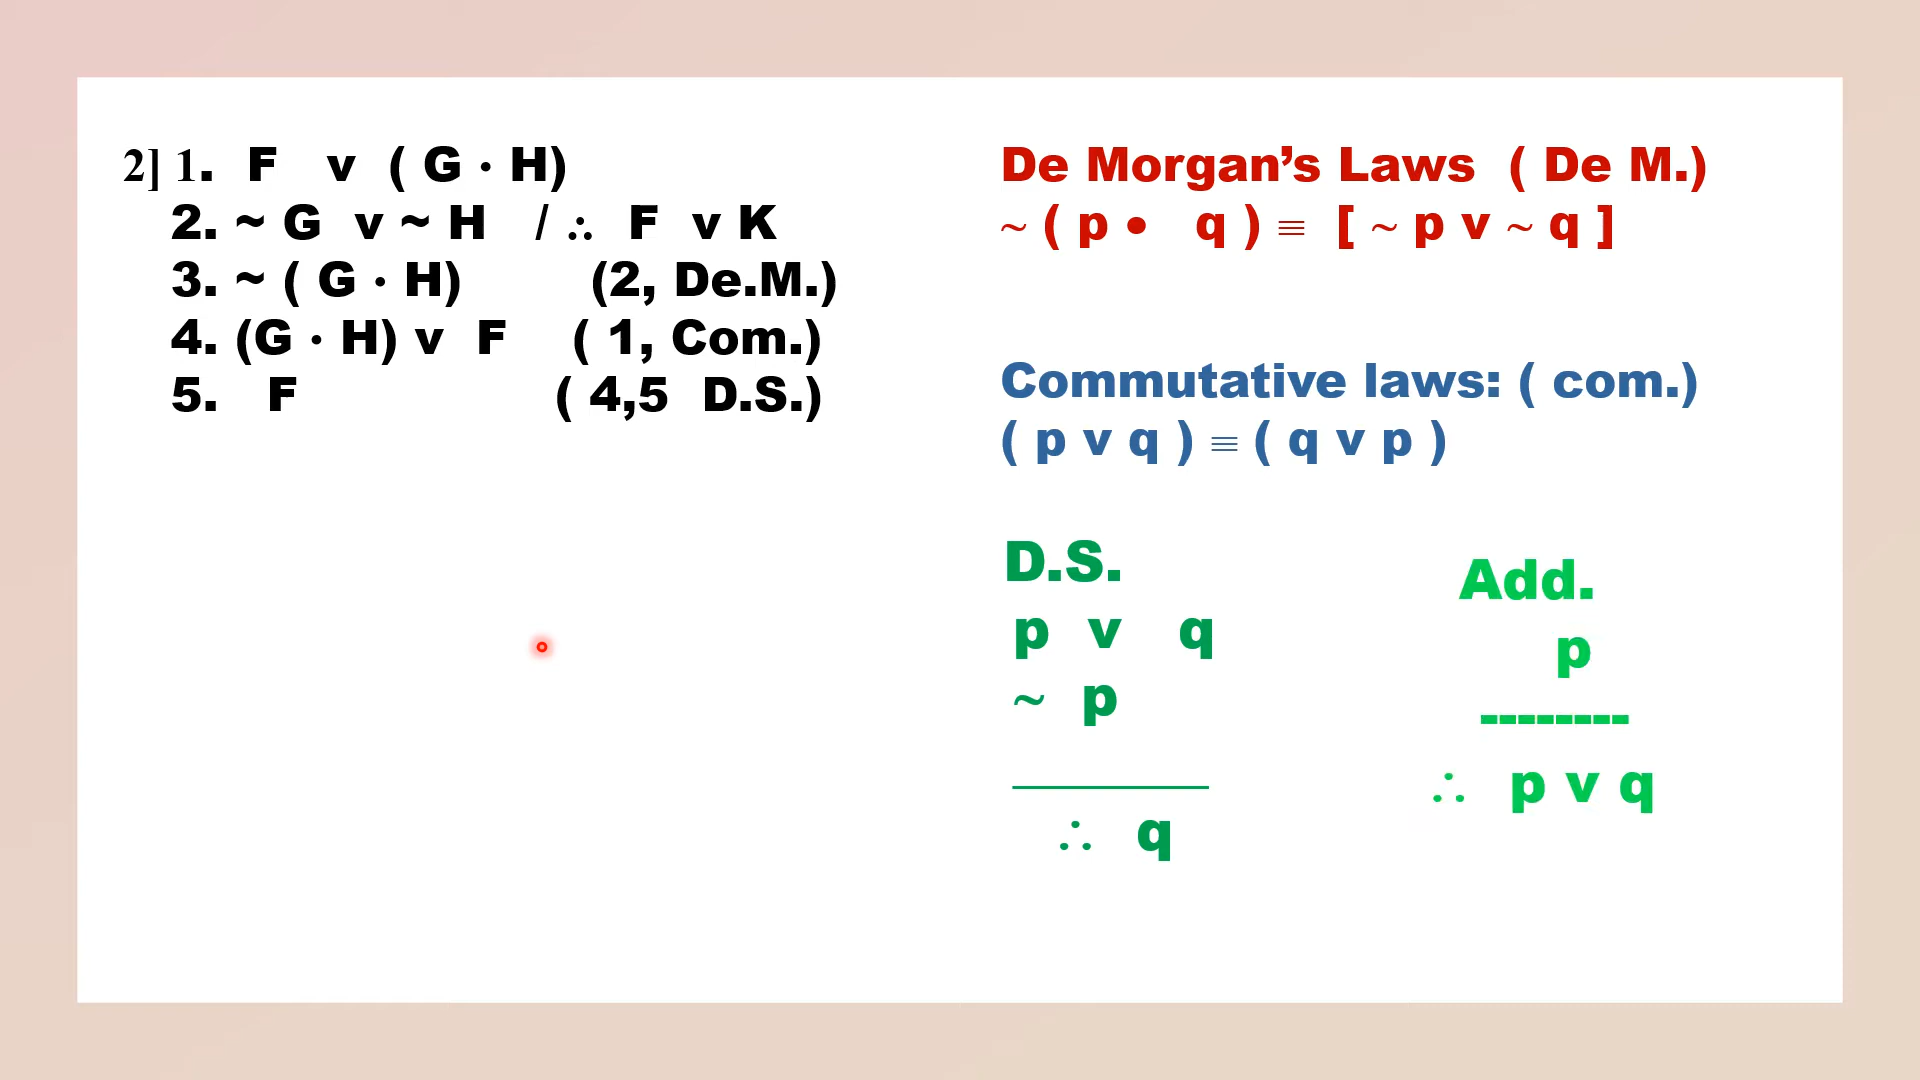 2] 1. F v ( G · H)
2. ~ G v ~ H / ∴ F v K
3. ~ ( G · H) (2, De.M.)
4. (G · H) v F ( 1, Com.)
5. F ( 4,5 D.S.)
De Morgan’s Laws ( De M.)
~ ( p • q ) ≡ [ ~ p v ~ q ]
Commutative laws: ( com.)
( p v q ) ≡ ( q v p )
D.S.
p v q
~ p
∴ q
Add.
p
--------
∴ p v q